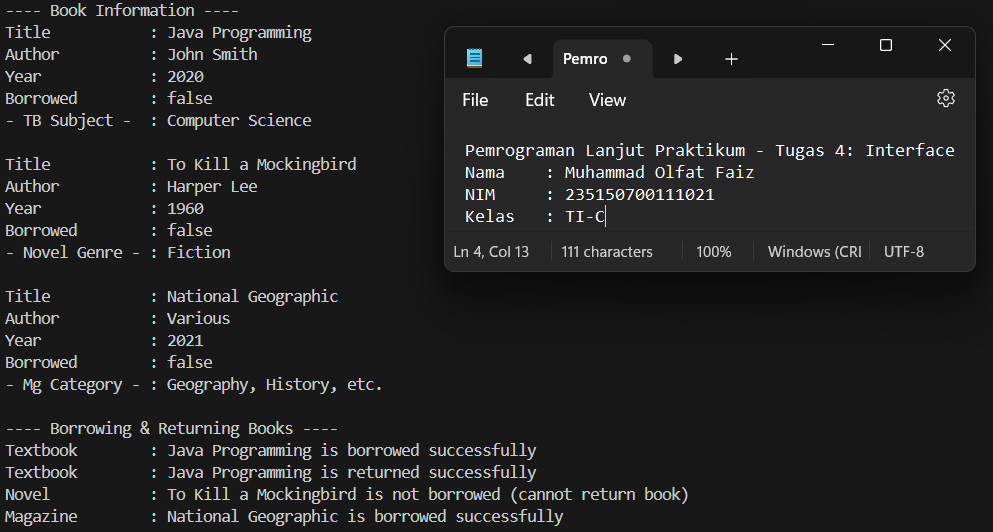 ---- Book Information ----
Title           : Java Programming
Author          : John Smith
Year            : 2020
Borrowed        : false
- TB Subject -  : Computer Science

Title           : To Kill a Mockingbird
Author          : Harper Lee
Year            : 1960
Borrowed        : false
- Novel Genre - : Fiction

Title           : National Geographic
Author          : Various
Year            : 2021
Borrowed        : false
- Mg Category - : Geography, History, etc.

---- Borrowing & Returning Books ----
Textbook        : Java Programming is borrowed successfully
Textbook        : Java Programming is returned successfully
Novel           : To Kill a Mockingbird is not borrowed (cannot return book)
Magazine        : National Geographic is borrowed successfully

Pemro
File Edit View
Pemrograman Lanjut Praktikum - Tugas 4: Interface
Nama    : Muhammad Olfat Faiz
NIM     : 235150700111021
Kelas   : TI-C
Ln 4, Col 13 111 characters 100% Windows (CRI UTF-8